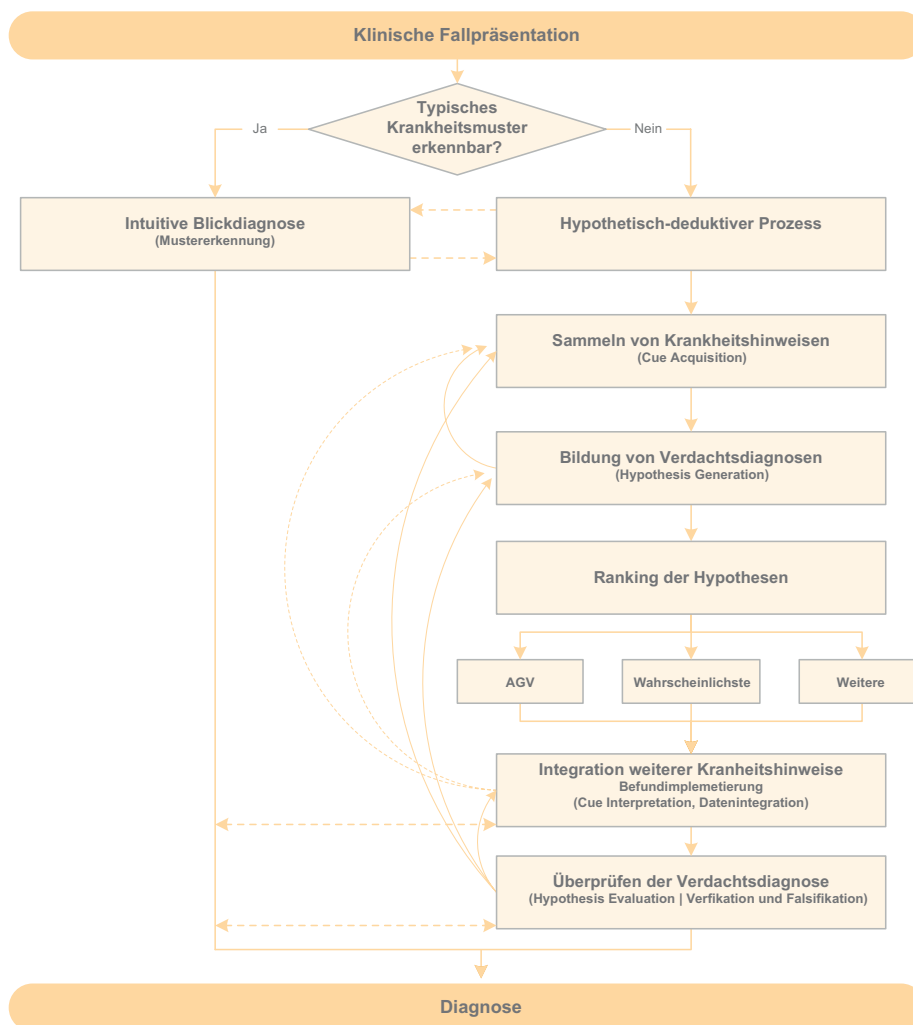 Klinische Fallpräsentation
Typisches
Krankheitsmuster
erkennbar?
Ja
Nein
Intuitive Blickdiagnose
(Mustererkennung)
Hypothetisch-deduktiver Prozess
Sammeln von Krankheitshinweisen
(Cue Acquisition)
Bildung von Verdachtsdiagnosen
(Hypothesis Generation)
Ranking der Hypothesen
AGV
Wahrscheinlichste
Weitere
Integration weiterer Kranheitshinweise
Befundimplemetierung
(Cue Interpretation, Datenintegration)
Überprüfen der Verdachtsdiagnose
(Hypothesis Evaluation | Verfikation und Falsifikation)
Diagnose